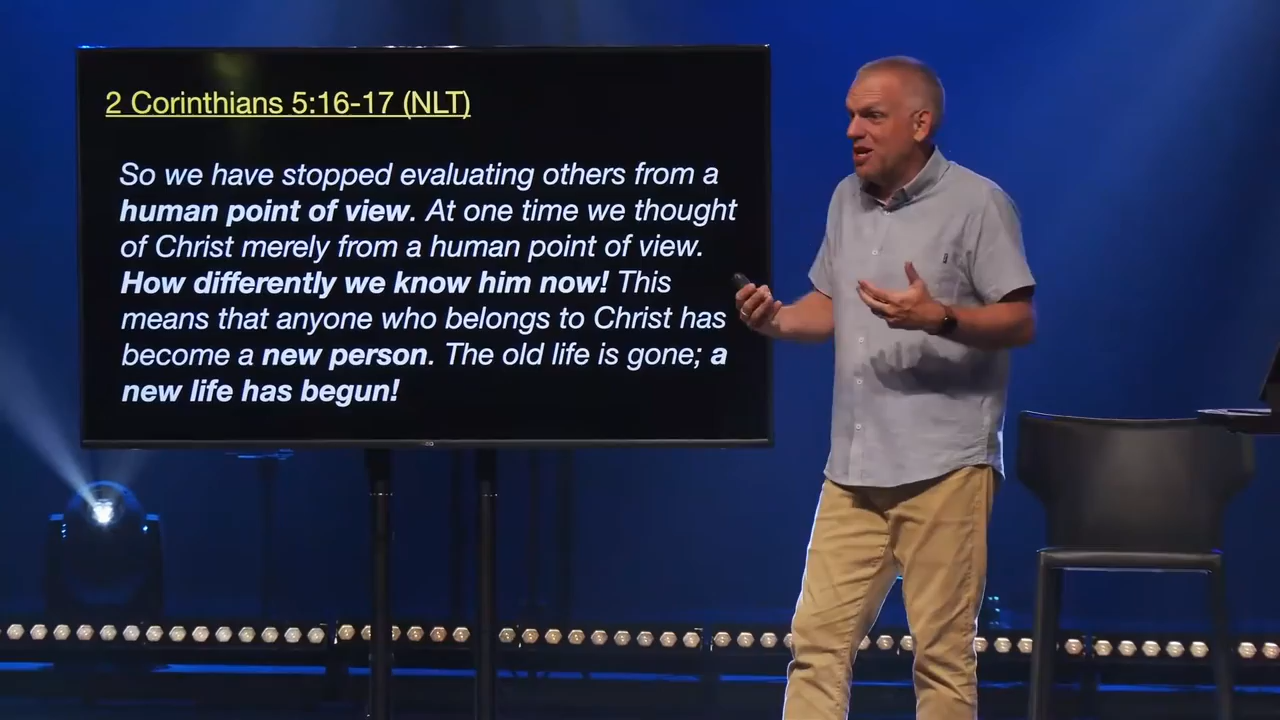 2 Corinthians 5:16-17 (NLT)
So we have stopped evaluating others from a
human point of view. At one time we thought
of Christ merely from a human point of view.
How differently we know him now! This
means that anyone who belongs to Christ has
become a new person. The old life is gone; a
new life has begun!